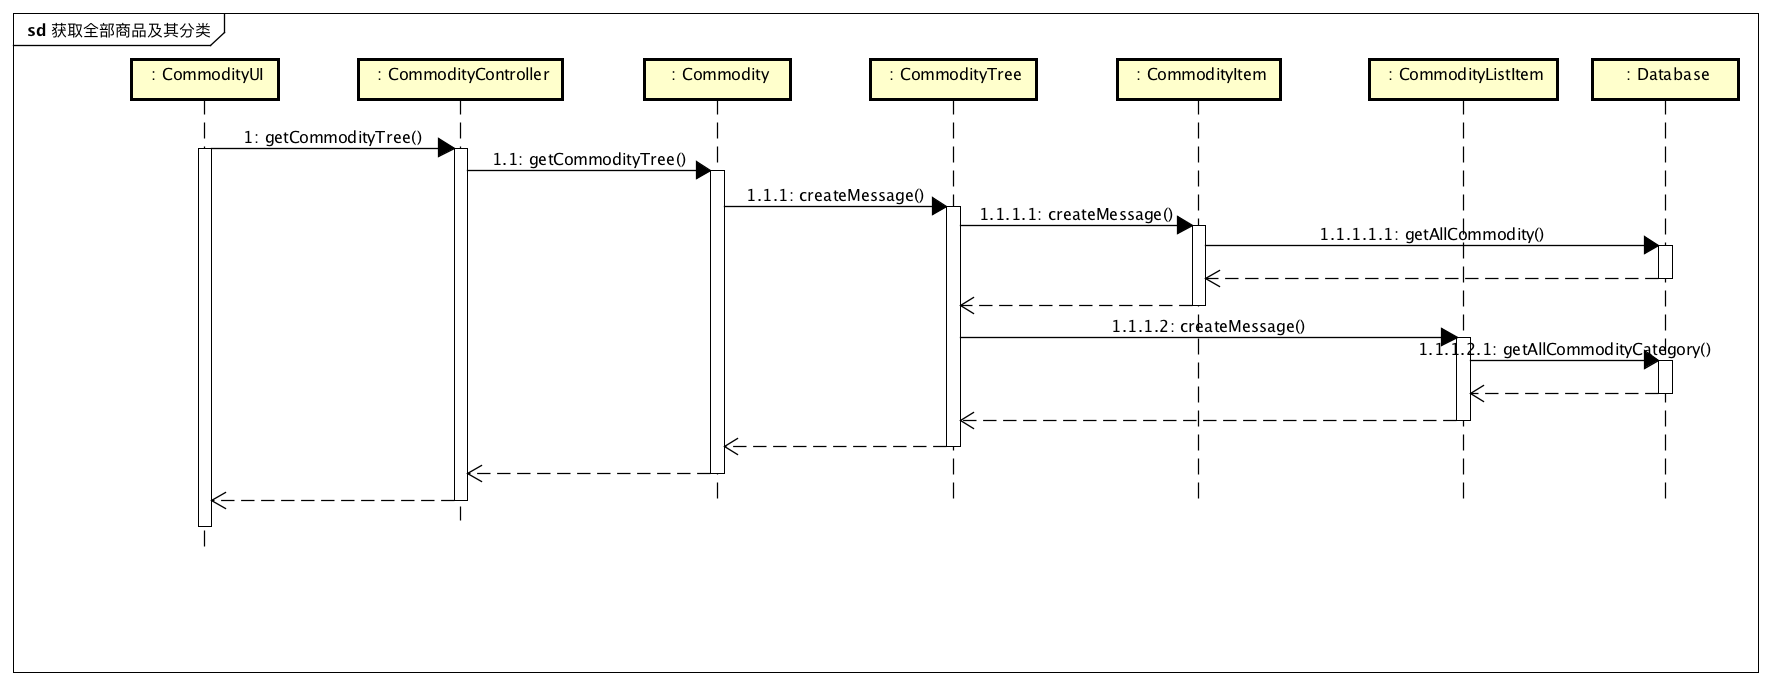 sd 获取全部商品及其分类
: CommodityUI
: CommodityController
: Commodity
: CommodityTree
: CommodityItem
: CommodityListItem
: Database
1: getCommodityTree()
1.1: getCommodityTree()
1.1.1: createMessage()
1.1.1.1: createMessage()
1.1.1.1.1: getAllCommodity()
1.1.1.2: createMessage()
1.1.1.2.1: getAllCommodityCategory()